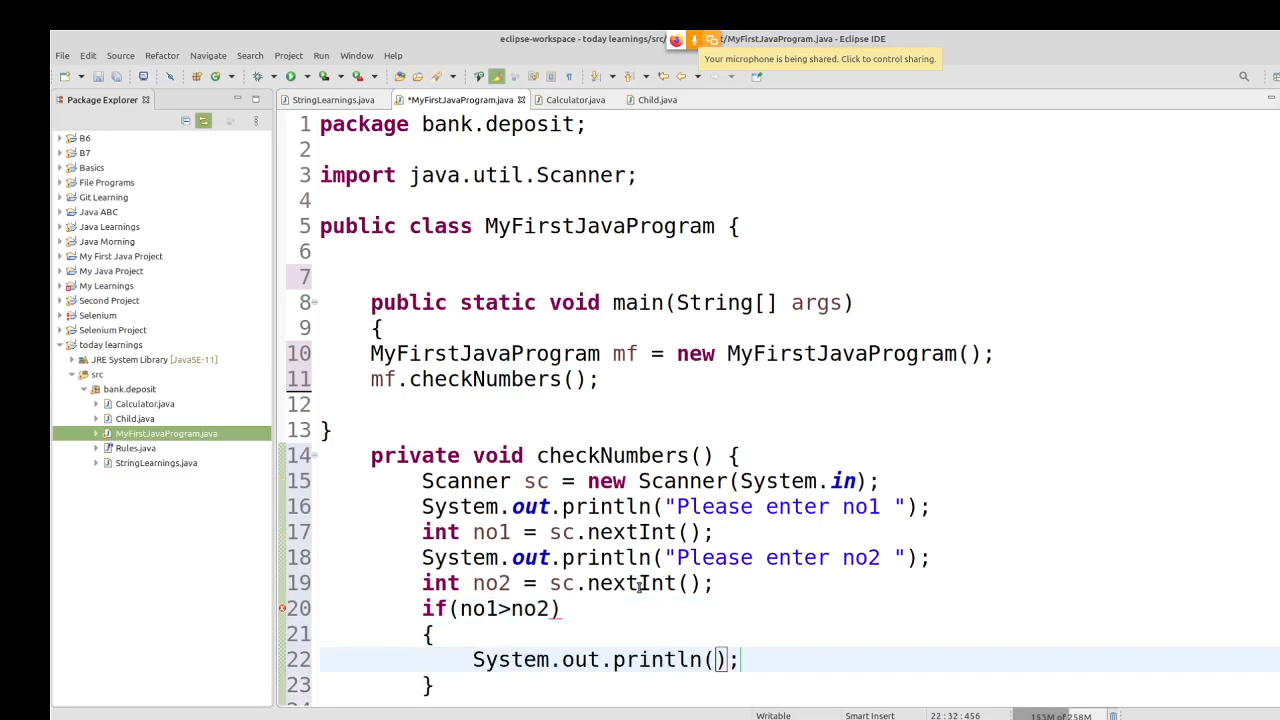 eclipse-workspace - today learnings/src/ t/MyFirstJavaProgram.java - Eclipse IDE
File Edit Source Refactor Navigate Search Project Run Window Help
Your microphone is being shared. Click to control sharing.
Package Explorer
StringLearnings.java *MyFirstJavaProgram.java Calculator.java Child.java
B6
B7
Basics
File Programs
Git Learning
Java ABC
Java Learnings
Java Morning
My First Java Project
My Java Project
My Learnings
Second Project
Selenium
Selenium Project
today learnings
JRE System Library [JavaSE-11]
src
bank.deposit
Calculator.java
Child.java
MyFirstJavaProgram.java
Rules.java
StringLearnings.java
1 package bank.deposit;
2
3 import java.util.Scanner;
4
5 public class MyFirstJavaProgram {
6
7
8 public static void main(String[] args)
9 {
10 MyFirstJavaProgram mf = new MyFirstJavaProgram();
11 mf.checkNumbers();
12
13 }
14 private void checkNumbers() {
15 Scanner sc = new Scanner(System.in);
16 System.out.println("Please enter no1 ");
17 int no1 = sc.nextInt();
18 System.out.println("Please enter no2 ");
19 int no2 = sc.nextInt();
20 if(no1>no2)
21 {
22 System.out.println();
23 }
Writable Smart Insert 22 : 32 : 456 153M of 258M